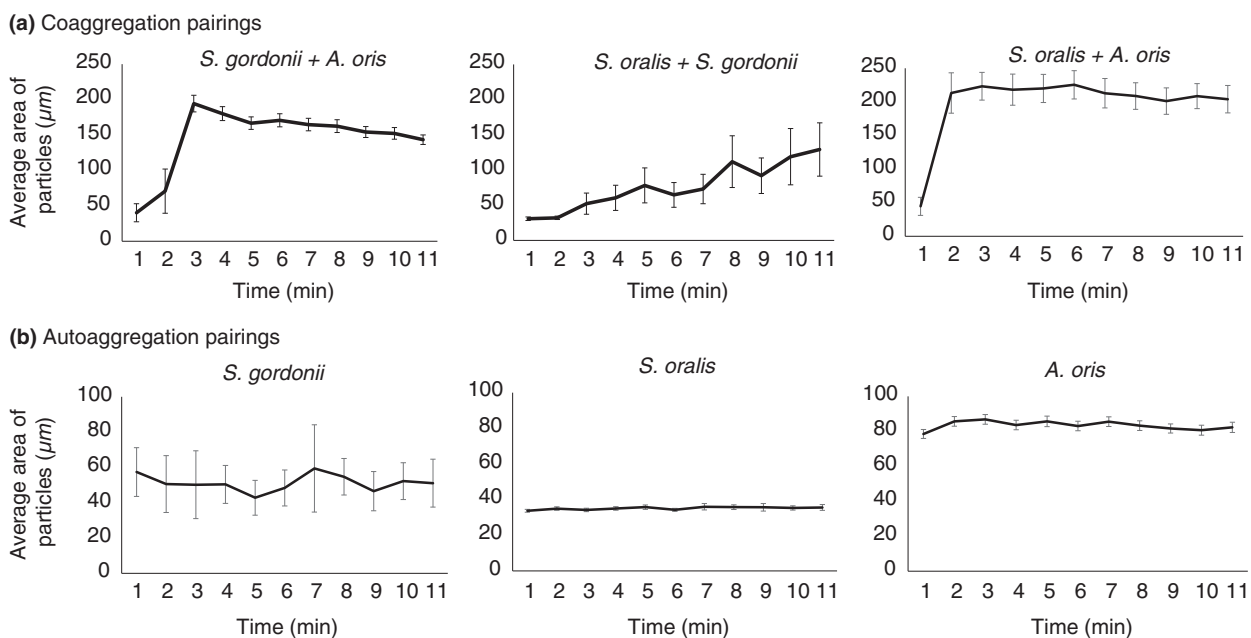 (a) Coaggregation pairings
S. gordonii + A. oris
S. oralis + S. gordonii
S. oralis + A. oris
Average area of
particles (µm)
250
200
150
100
50
0
1 2 3 4 5 6 7 8 9 10 11
Time (min)
250
200
150
100
50
0
1 2 3 4 5 6 7 8 9 10 11
Time (min)
250
200
150
100
50
0
1 2 3 4 5 6 7 8 9 10 11
Time (min)
(b) Autoaggregation pairings
S. gordonii
S. oralis
A. oris
Average area of
particles (µm)
100
80
60
40
20
0
1 2 3 4 5 6 7 8 9 10 11
Time (min)
100
80
60
40
20
0
1 2 3 4 5 6 7 8 9 10 11
Time (min)
100
80
60
40
20
0
1 2 3 4 5 6 7 8 9 10 11
Time (min)